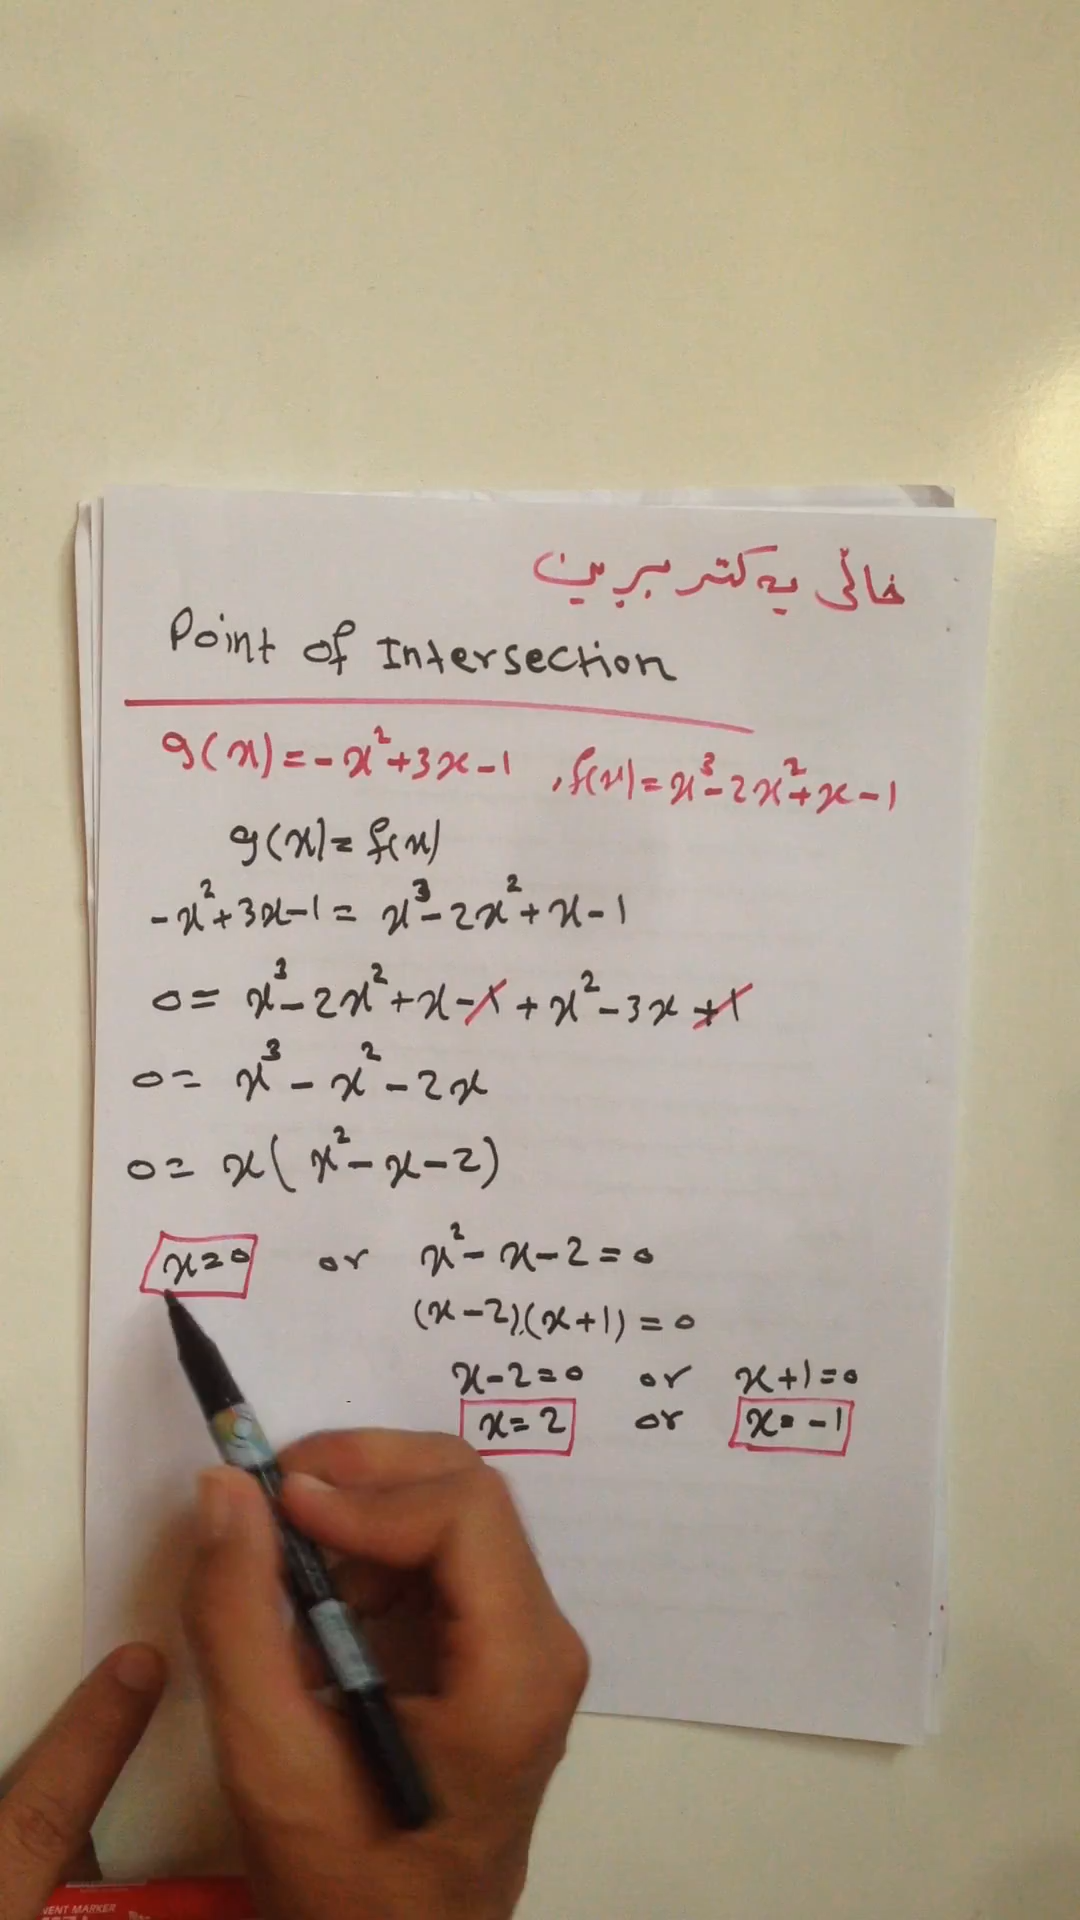 خاڵی یەکتر بڕین
Point of Intersection
g(x)=-x²+3x-1 , f(x)=x³-2x²+x-1
g(x)=f(x)
-x²+3x-1=x³-2x²+x-1
0=x³-2x²+x-1+x²-3x+1
0=x³-x²-2x
0=x(x²-x-2)
x=0 or x²-x-2=0
(x-2).(x+1)=0
x-2=0 or x+1=0
x=2 or x=-1
ENT MARKER